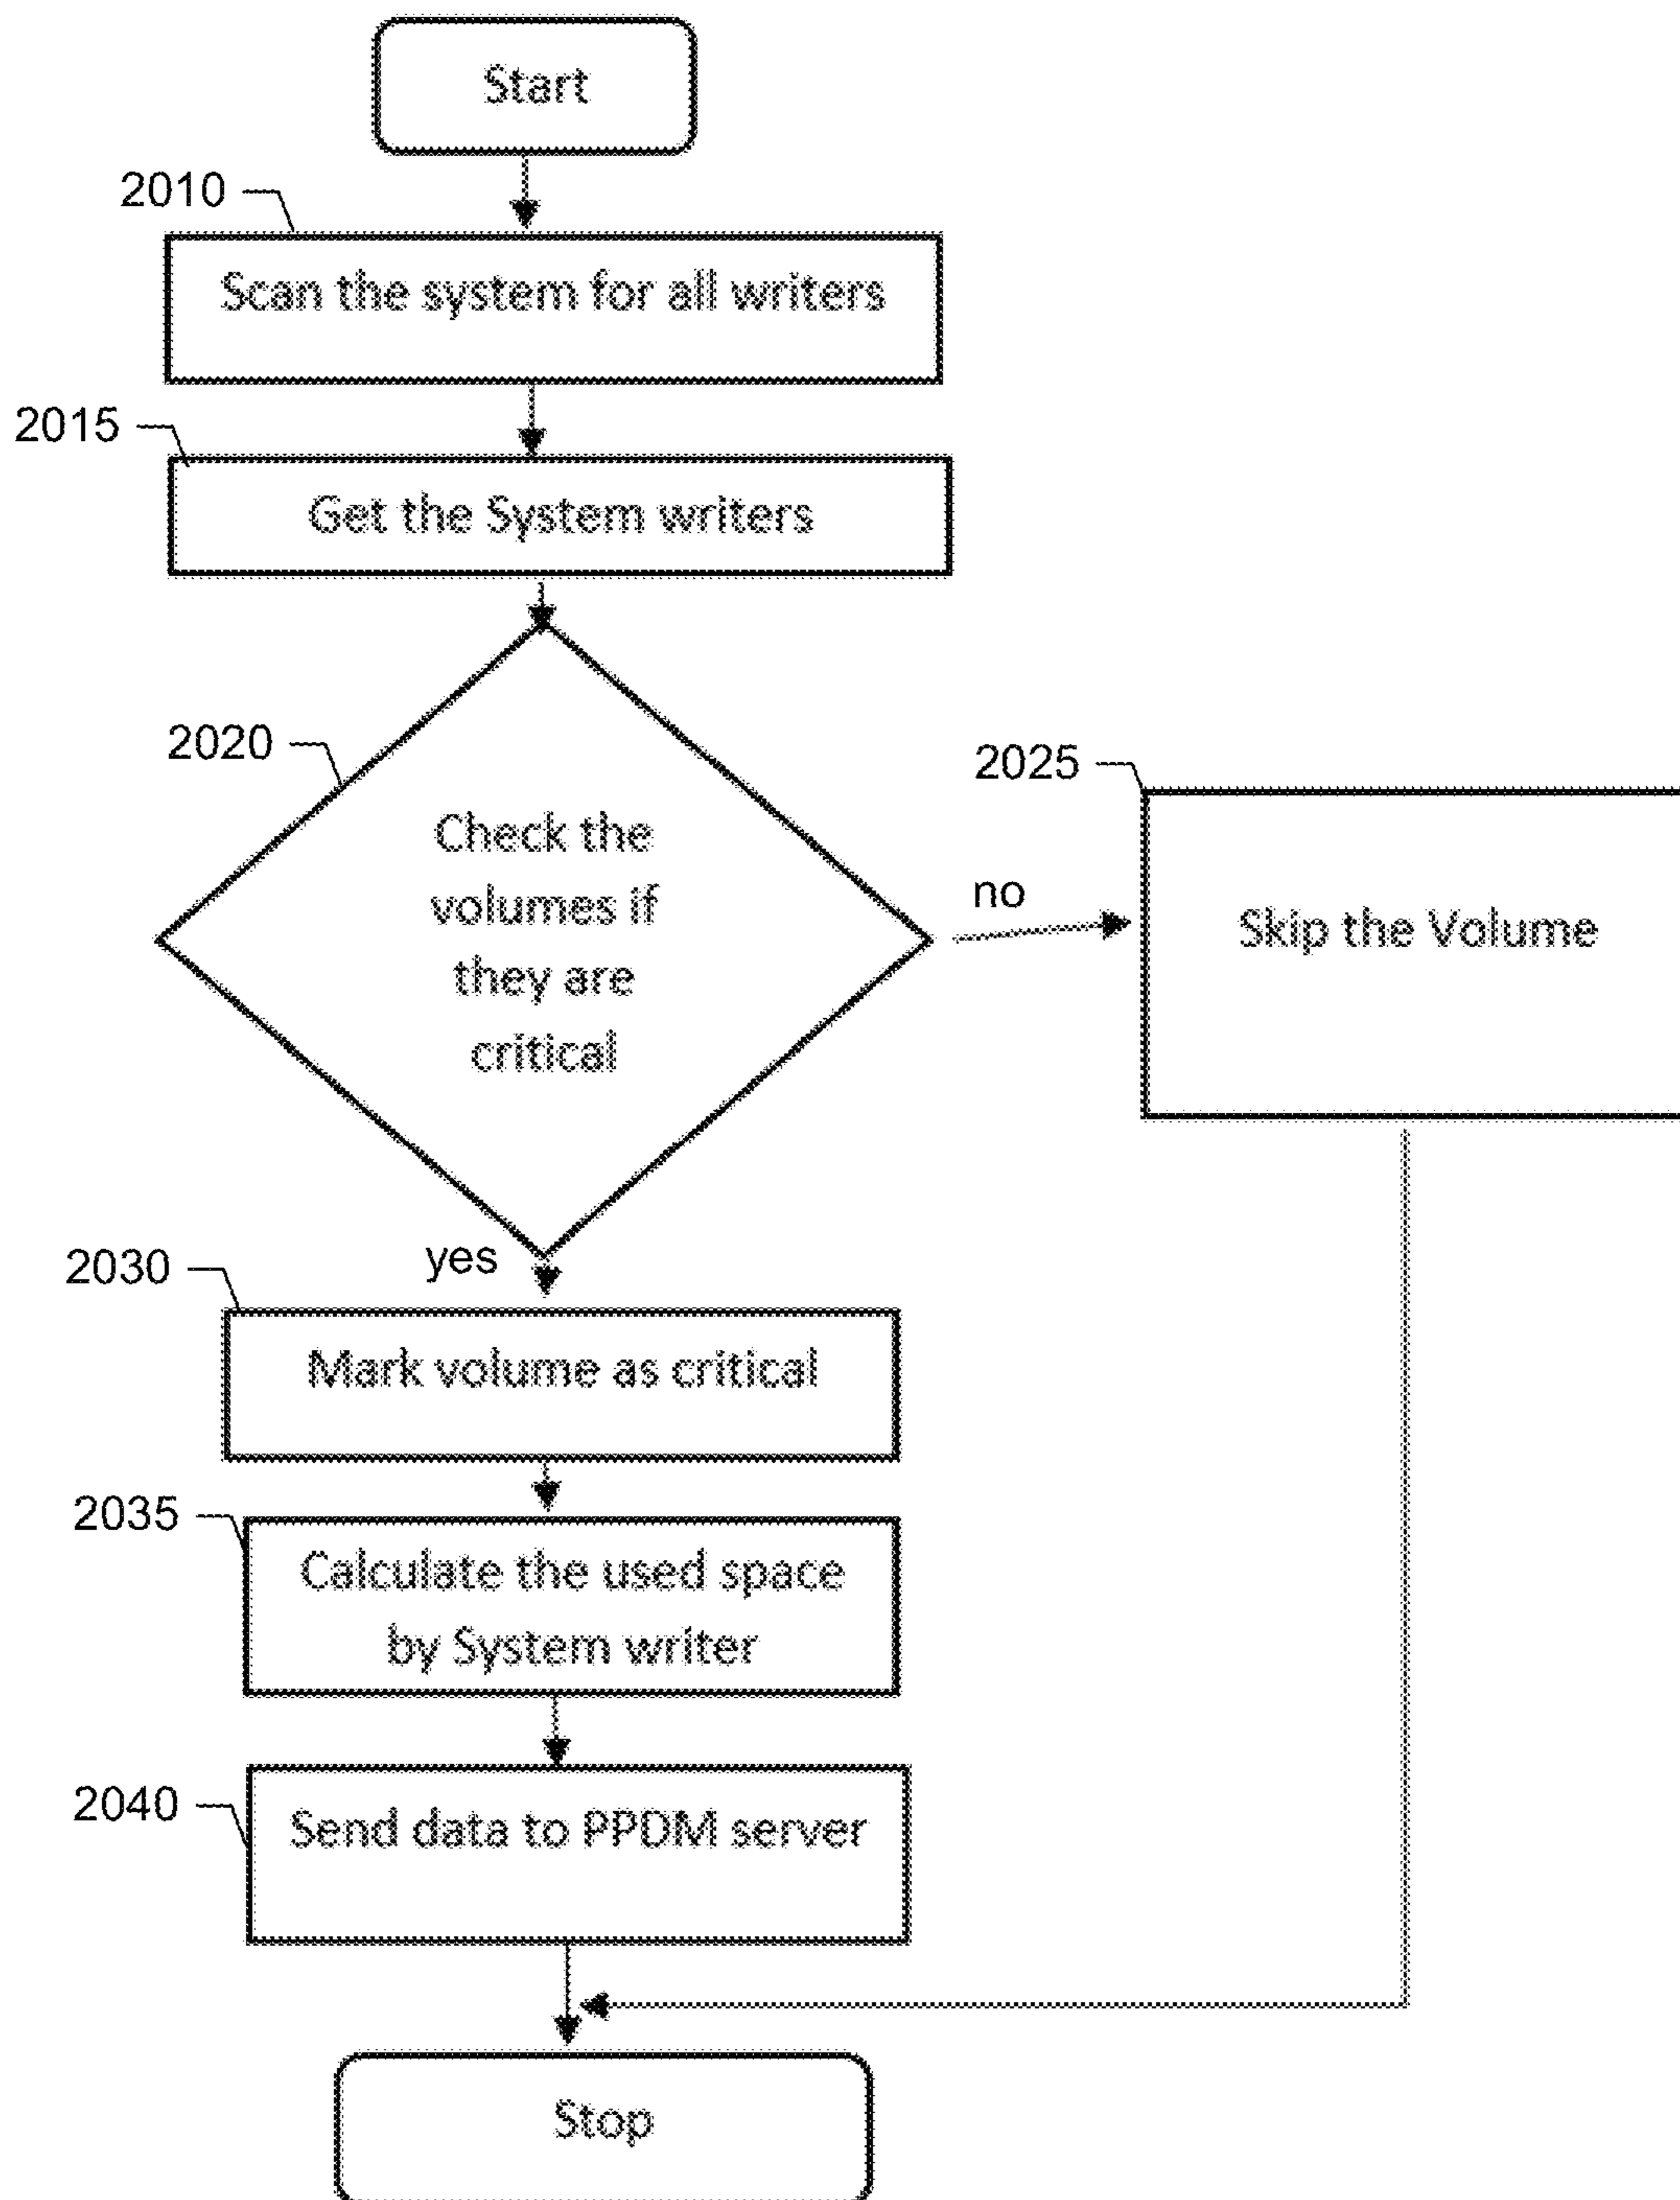 Start
2010
Scan the system for all writers
2015
Get the System writers
2020
Check the
volumes if
they are
critical
2025
no
Skip the Volume
yes
2030
Mark volume as critical
2035
Calculate the used space
by System writer
2040
Send data to PPDM server
Stop